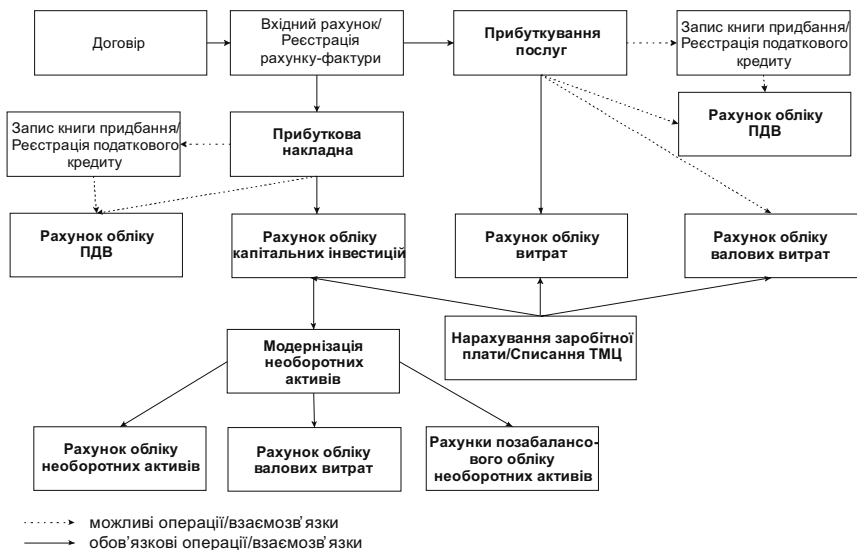 Договір
Вхідний рахунок/
Реєстрація
рахунку-фактури
Прибуткування
послуг
Запис книги придбання/
Реєстрація податкового
кредиту
Рахунок обліку
ПДВ
Запис книги придбання/
Реєстрація податкового
кредиту
Прибуткова
накладна
Рахунок обліку
ПДВ
Рахунок обліку
капітальних інвестицій
Рахунок обліку
витрат
Рахунок обліку
валових витрат
Нарахування заробітної
плати/Списання ТМЦ
Модернізація
необоротних
активів
Рахунок обліку
необоротних активів
Рахунок обліку
валових витрат
Рахунки позабалансо-
вого обліку
необоротних активів
можливі операції/взаємозв'язки
обов'язкові операції/взаємозв'язки